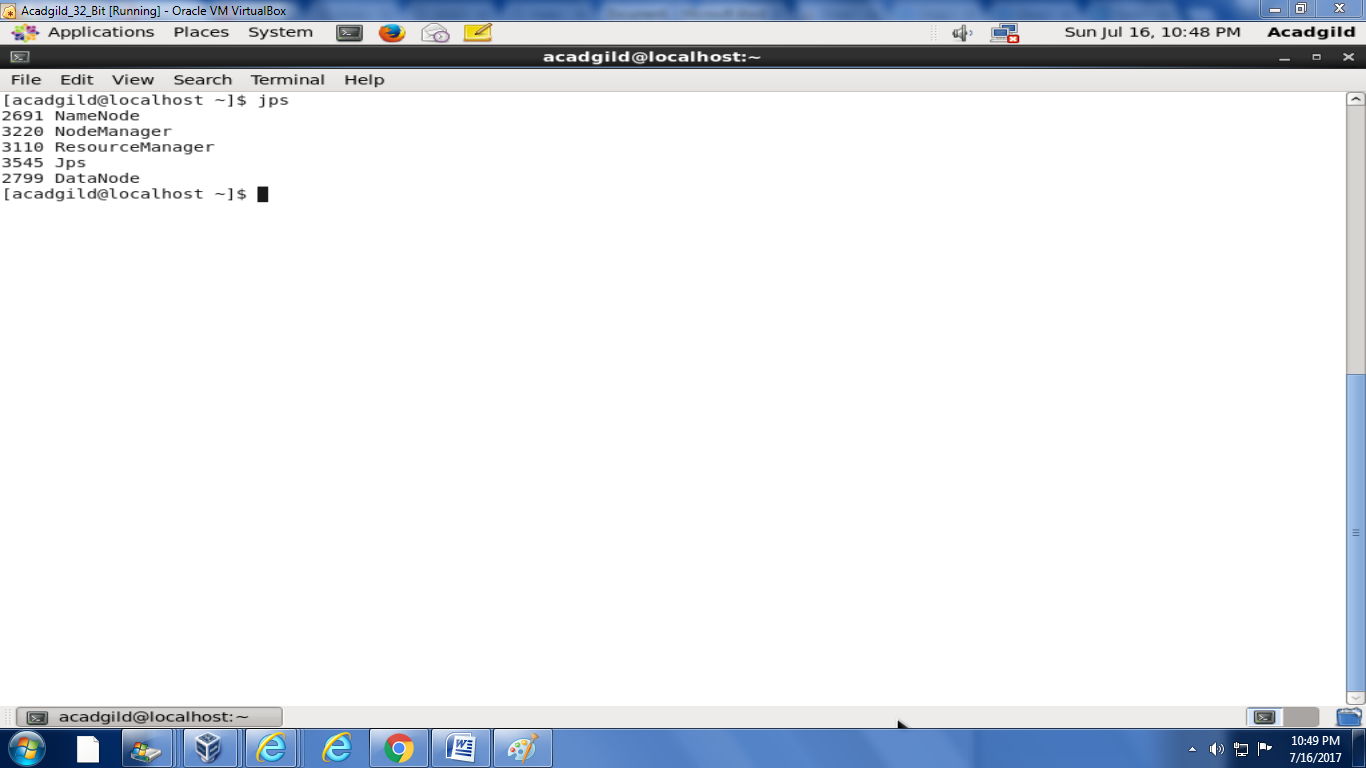 Acadgild_32_Bit [Running] - Oracle VM VirtualBox
Applications Places System Sun Jul 16, 10:48 PM Acadgild
acadgild@localhost:~
File Edit View Search Terminal Help
[acadgild@localhost ~]$ jps
2691 NameNode
3220 NodeManager
3110 ResourceManager
3545 Jps
2799 DataNode
[acadgild@localhost ~]$
acadgild@localhost:~
10:49 PM
7/16/2017